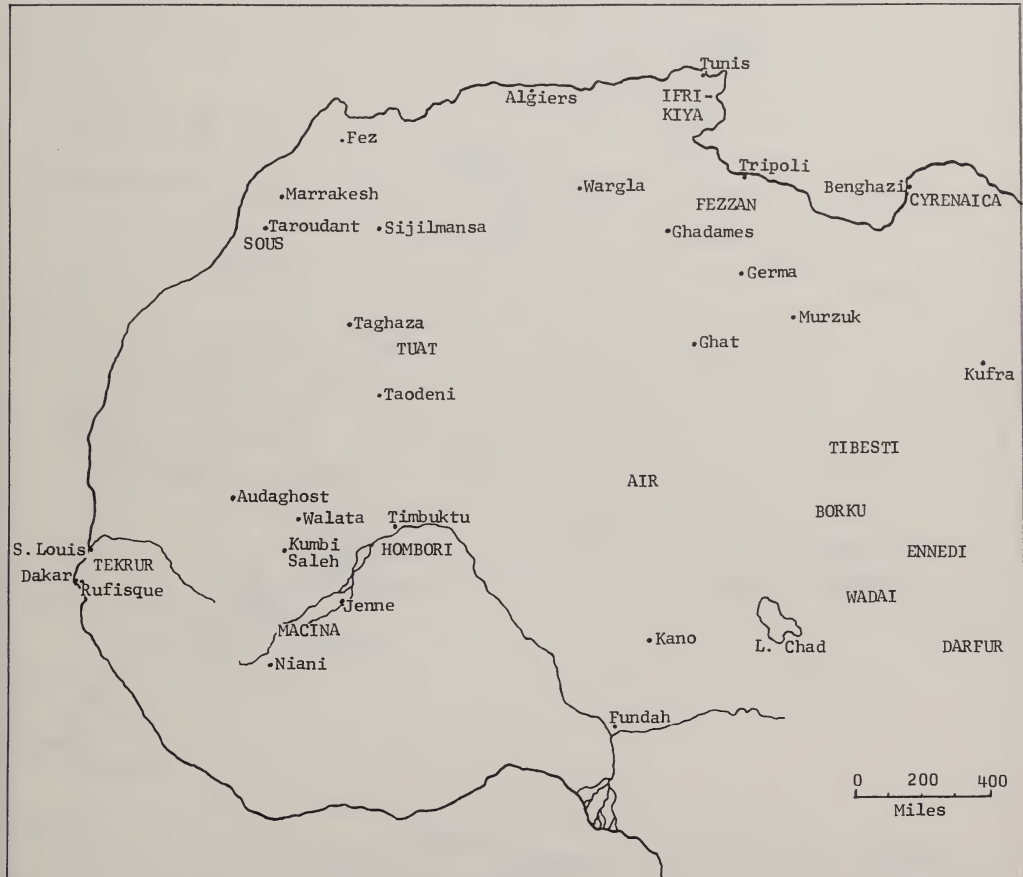 Tunis
Algiers
IFRI-
KIYA
Fez
Tripoli
Wargla
Benghazi
Marrakesh
FEZZAN
CYRENAICA
Taroudant
Sijilmansa
Ghadames
SOUS
Germa
Taghaza
Murzuk
TUAT
Ghat
Kufra
Taodeni
TIBESTI
AIR
Audaghost
Walata
Timbuktu
BORKU
S. Louis
Kumbi
Saleh
HOMBORI
ENNEDI
TEKRUR
Dakar
Rufisque
WADAI
Jenne
MACINA
Kano
L. Chad
DARFUR
Niani
Fundah
0 200 400
Miles